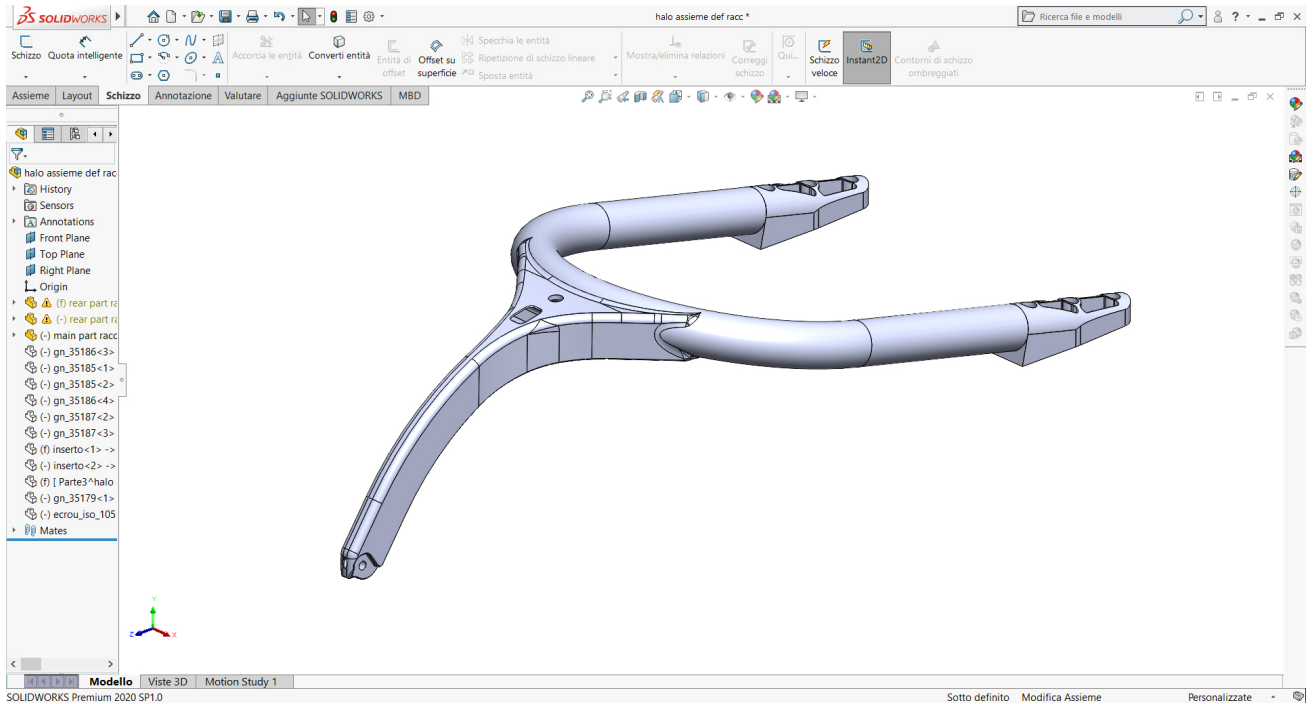 SOLIDWORKS
halo assieme def racc *
Ricerca file e modelli
?
Schizzo
Quota intelligente
Accorcia le entità
Converti entità
Entità di offset
Offset su superficie
Specchia le entità
Ripetizione di schizzo lineare
Sposta entità
Mostra/elimina relazioni
Correggi schizzo
Qui...
Schizzo veloce
Instant2D
Contorni di schizzo ombreggiati
Assieme Layout Schizzo Annotazione Valutare Aggiunte SOLIDWORKS MBD
halo assieme def rac
History
Sensors
Annotations
Front Plane
Top Plane
Right Plane
Origin
(f) rear part ra
(-) rear part ra
(-) main part racc
(-) gn_35186<3>
(-) gn_35185<1>
(-) gn_35185<2>
(-) gn_35186<4>
(-) gn_35187<2>
(-) gn_35187<3>
(f) inserto<1> ->
(-) inserto<2> ->
(f) [ Parte3^halo
(-) gn_35179<1>
(-) ecrou_iso_105
Mates
Y
Z X
Modello Viste 3D Motion Study 1
SOLIDWORKS Premium 2020 SP1.0 Sotto definito Modifica Assieme Personalizzate